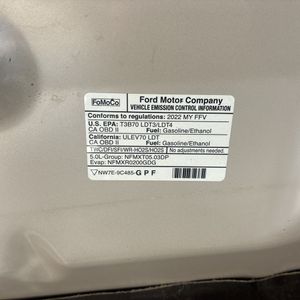 FoMoCo
Ford Motor Company
VEHICLE EMISSION CONTROL INFORMATION
Conforms to regulations: 2022 MY FFV
U.S. EPA: T3B70 LDT3/LDT4
CA OBD II Fuel: Gasoline/Ethanol
California: ULEV70 LDT
CA OBD II Fuel: Gasoline/Ethanol
No adjustments needed.
5.0L-Group: NFMXT05.03DP
Evap: NFMXR0200GDG
NW7E-9C485-GPF